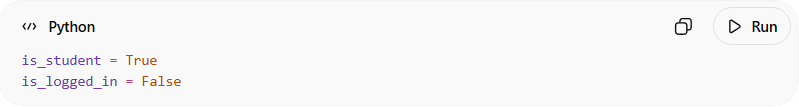 Python
Run
is_student = True
is_logged_in = False